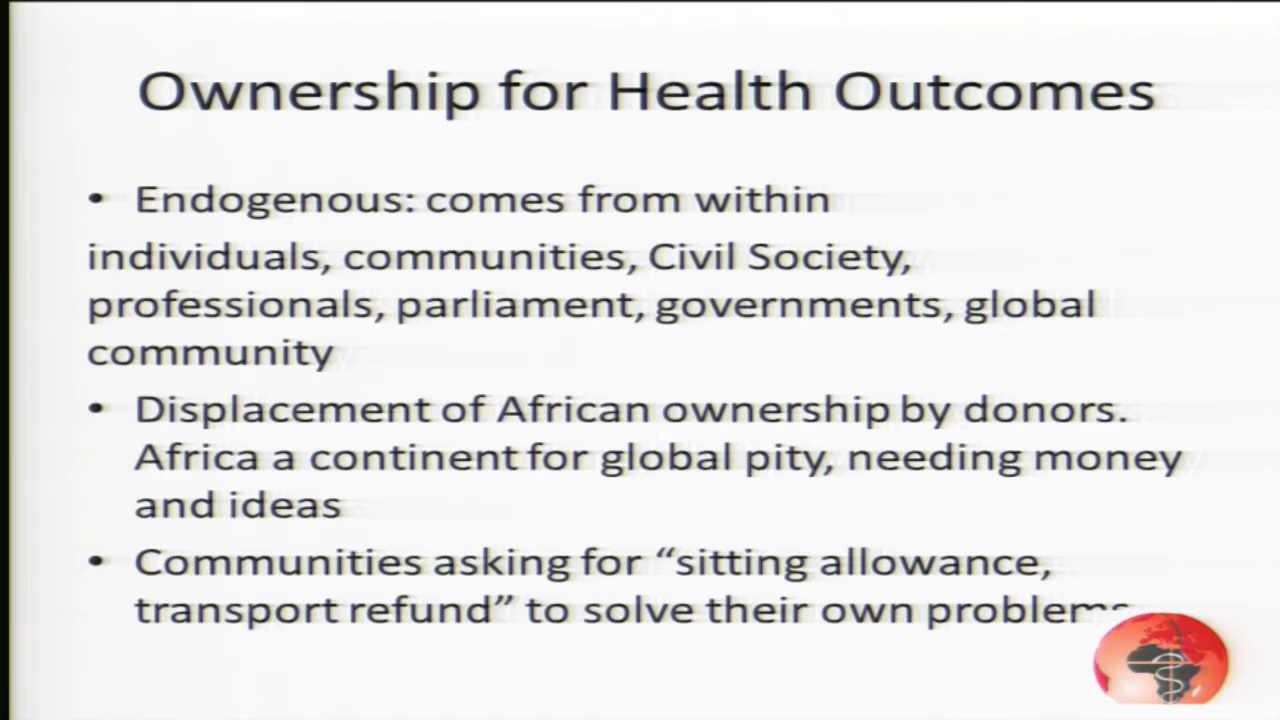 Ownership for Health Outcomes
• Endogenous: comes from within
individuals, communities, Civil Society,
professionals, parliament, governments, global
community
• Displacement of African ownership by donors.
Africa a continent for global pity, needing money
and ideas
• Communities asking for “sitting allowance,
transport refund” to solve their own problems